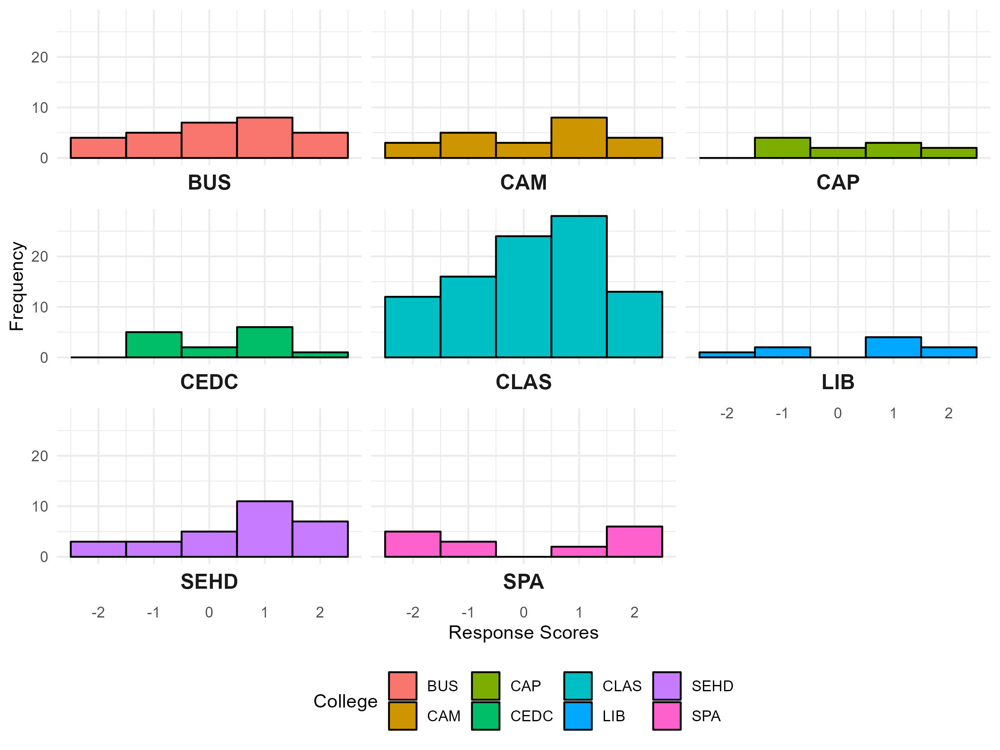 20
10
0
BUS CAM CAP
Frequency
20
10
0
CEDC CLAS LIB
-2 -1 0 1 2
20
10
0
SEHD SPA
-2 -1 0 1 2 -2 -1 0 1 2
Response Scores
College
BUS CAP CLAS SEHD
CAM CEDC LIB SPA